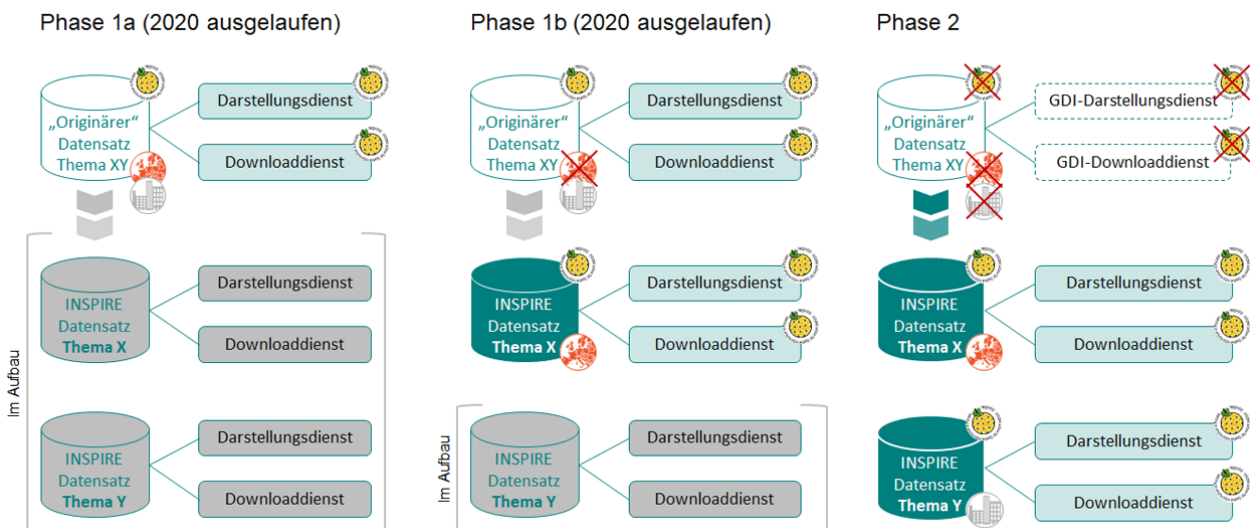 Phase 1a (2020 ausgelaufen)
„Originärer“
Datensatz
Thema XY
Darstellungsdienst
Downloaddienst
Im Aufbau
INSPIRE
Datensatz
Thema X
Darstellungsdienst
Downloaddienst
INSPIRE
Datensatz
Thema Y
Darstellungsdienst
Downloaddienst
Phase 1b (2020 ausgelaufen)
„Originärer“
Datensatz
Thema XY
Darstellungsdienst
Downloaddienst
INSPIRE
Datensatz
Thema X
Darstellungsdienst
Downloaddienst
Im Aufbau
INSPIRE
Datensatz
Thema Y
Darstellungsdienst
Downloaddienst
Phase 2
„Originärer“
Datensatz
Thema XY
GDI-Darstellungsdienst
GDI-Downloaddienst
INSPIRE
Datensatz
Thema X
Darstellungsdienst
Downloaddienst
INSPIRE
Datensatz
Thema Y
Darstellungsdienst
Downloaddienst